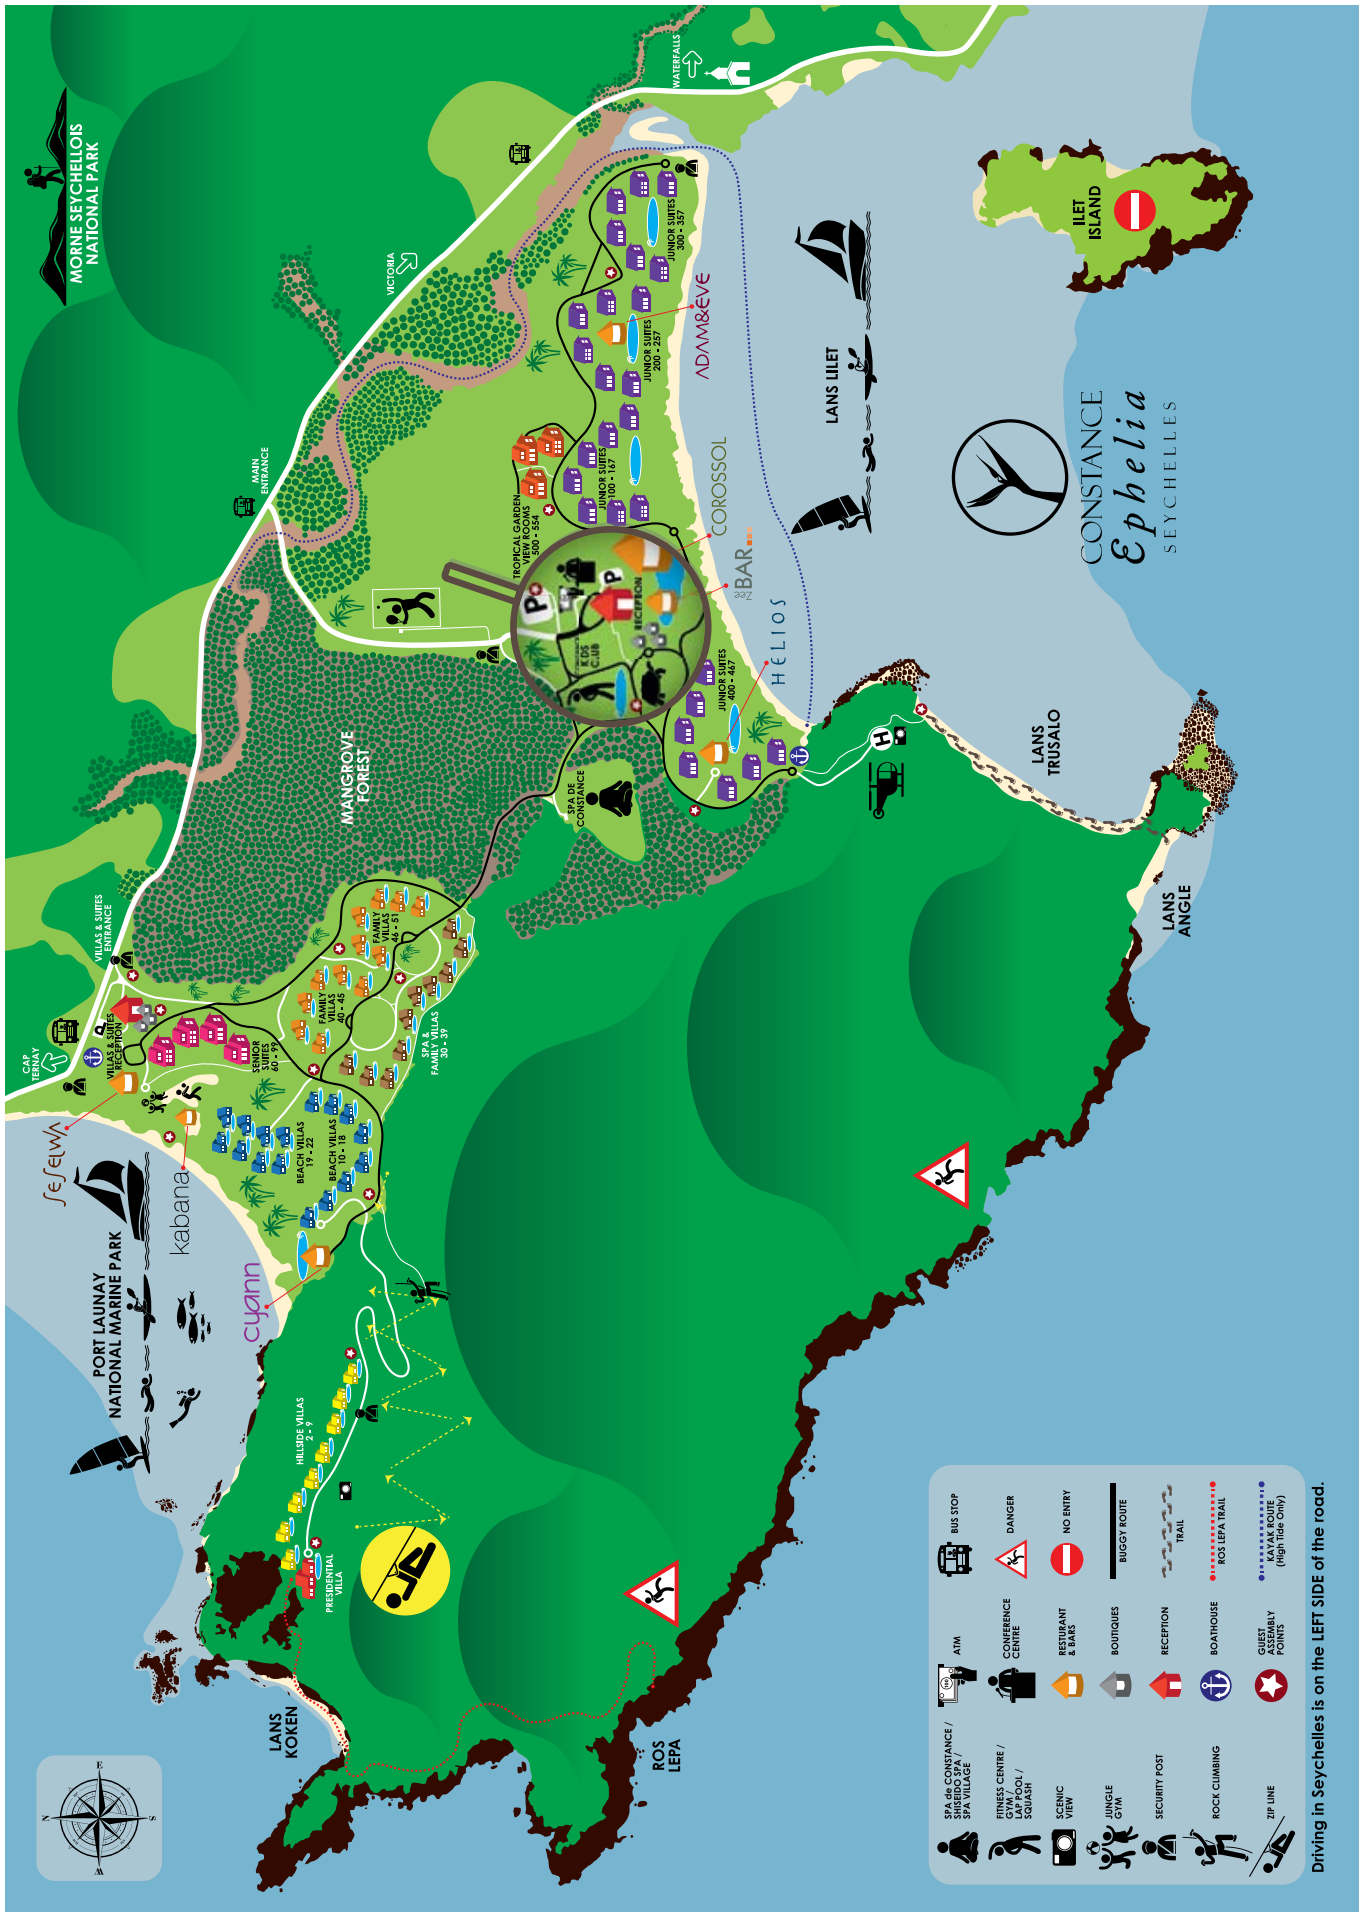 MORNE SEYCHELLOIS
NATIONAL PARK
WATERFALLS
VICTORIA
MAIN
ENTRANCE
ILET
ISLAND
JUNIOR SUITES
300 - 357
JUNIOR SUITES
200 - 257
ADAM&EVE
LANS LILET
JUNIOR SUITES
100 - 167
TROPICAL GARDEN
VIEW ROOMS
500 - 554
COROSSOL
Zee BAR...
HELIOS
P
P
RECEPTION
KIDS
CLUB
JUNIOR SUITES
400 - 467
CONSTANCE
Ephelia
SEYCHELLES
H
LANS
TRUSALO
LANS
ANGLE
MANGROVE
FOREST
SPA DE
CONSTANCE
VILLAS & SUITES
ENTRANCE
CAP
TERNAY
VILLAS & SUITES
RECEPTION
SENIOR
SUITES
60 - 99
FAMILY
VILLAS
46 - 51
FAMILY
VILLAS
40 - 45
SPA &
FAMILY VILLAS
30 - 39
SESELWA
kabana
BEACH VILLAS
19 - 22
BEACH VILLAS
10 - 18
cyann
PORT LAUNAY
NATIONAL MARINE PARK
HILLSIDE VILLAS
2 - 9
PRESIDENTIAL
VILLA
LANS
KOKEN
ROS
LEPA
N
E
S
W
SPA de CONSTANCE /
SHISEIDO SPA /
SPA VILLAGE
FITNESS CENTRE /
GYM /
LAP POOL /
SQUASH
SCENIC
VIEW
JUNGLE
GYM
SECURITY POST
ROCK CLIMBING
ZIP LINE
ATM
CONFERENCE
CENTRE
RESTURANT
& BARS
BOUTIQUES
RECEPTION
BOATHOUSE
GUEST
ASSEMBLY
POINTS
BUS STOP
DANGER
NO ENTRY
BUGGY ROUTE
TRAIL
ROS LEPA TRAIL
KAYAK ROUTE
(High Tide Only)
Driving in Seychelles is on the LEFT SIDE of the road.